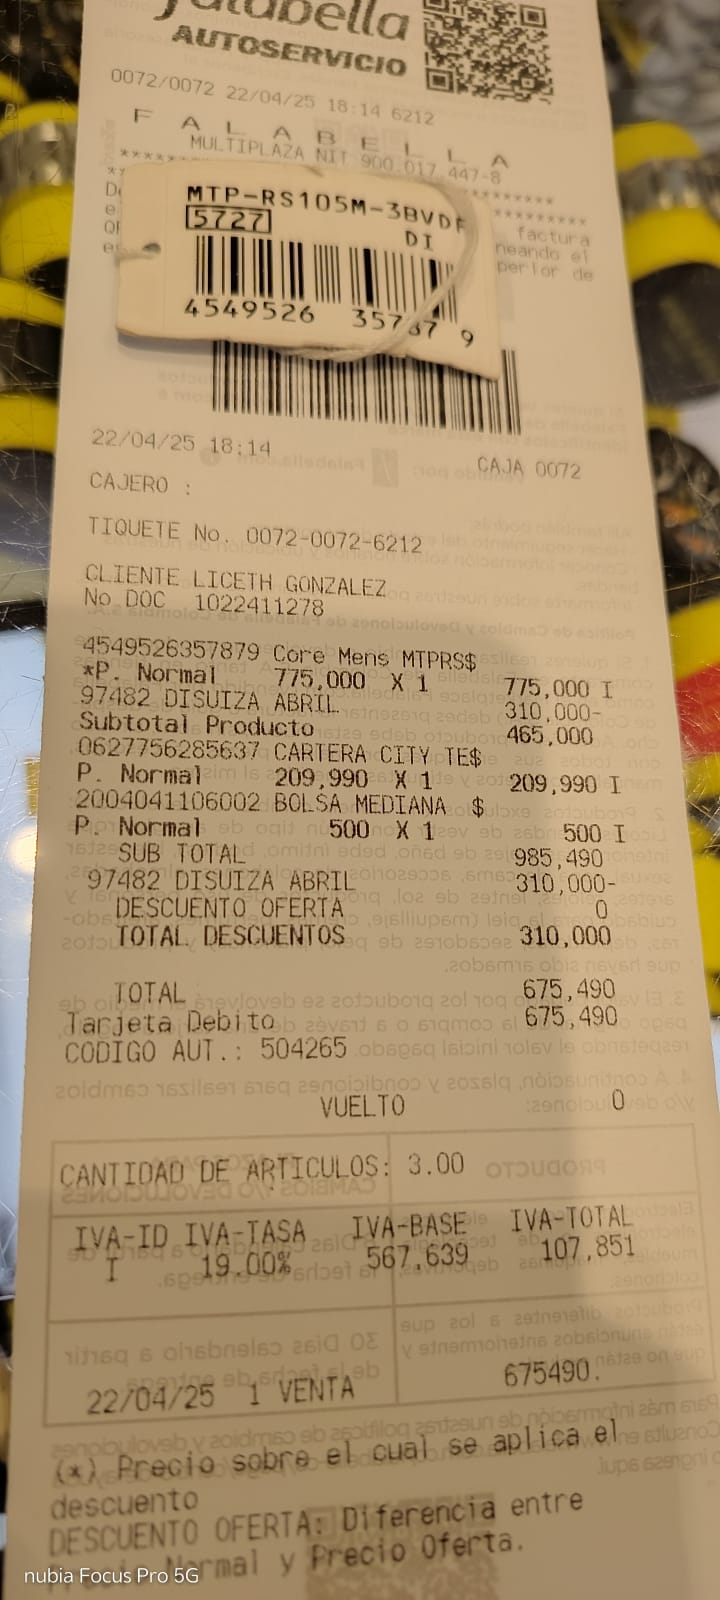 falabella
AUTOSERVICIO
0072/0072 22/04/25 18:14 6212
F A L A B E L L A
MULTIPLAZA NIT 900.017.447-8
factura
neando el
perior de
MTP-RS105M-3BVDF
5727
DI
4549526 35787 9
22/04/25 18:14
CAJA 0072
CAJERO :
TIQUETE No. 0072-0072-6212
CLIENTE LICETH GONZALEZ
No DOC 1022411278
4549526357879 Core Mens MTPRS$
*P. Normal 775,000 X 1 775,000 I
97482 DISUIZA ABRIL 310,000-
Subtotal Producto 465,000
0627756285637 CARTERA CITY TE$
P. Normal 209,990 X 1 209,990 I
2004041106002 BOLSA MEDIANA $
P. Normal 500 X 1 500 I
SUB TOTAL 985,490
97482 DISUIZA ABRIL 310,000-
DESCUENTO OFERTA 0
TOTAL DESCUENTOS 310,000
TOTAL 675,490
Tarjeta Debito 675,490
CODIGO AUT.: 504265
VUELTO 0
CANTIDAD DE ARTICULOS: 3.00
IVA-ID IVA-TASA IVA-BASE IVA-TOTAL
I 19.00% 567,639 107,851
22/04/25 1 VENTA 675490.
(*) Precio sobre el cual se aplica el
descuento
DESCUENTO OFERTA: Diferencia entre
Normal y Precio Oferta.
nubia Focus Pro 5G